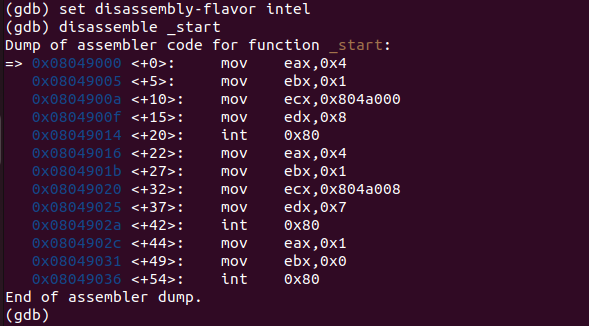 (gdb) set disassembly-flavor intel
(gdb) disassemble _start
Dump of assembler code for function _start:
=> 0x08049000 <+0>:     mov    eax,0x4
   0x08049005 <+5>:     mov    ebx,0x1
   0x0804900a <+10>:    mov    ecx,0x804a000
   0x0804900f <+15>:    mov    edx,0x8
   0x08049014 <+20>:    int    0x80
   0x08049016 <+22>:    mov    eax,0x4
   0x0804901b <+27>:    mov    ebx,0x1
   0x08049020 <+32>:    mov    ecx,0x804a008
   0x08049025 <+37>:    mov    edx,0x7
   0x0804902a <+42>:    int    0x80
   0x0804902c <+44>:    mov    eax,0x1
   0x08049031 <+49>:    mov    ebx,0x0
   0x08049036 <+54>:    int    0x80
End of assembler dump.
(gdb)